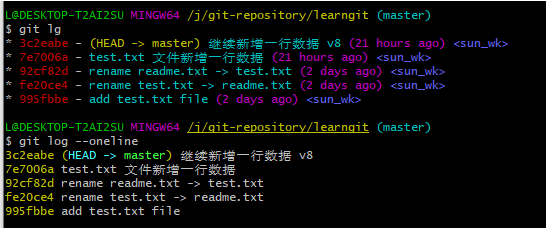 L@DESKTOP-T2AI2SU MINGW64 /j/git-repository/learngit (master)
$ git lg
* 3c2eabe - (HEAD -> master) 继续新增一行数据 v8 (21 hours ago) <sun_wk>
* 7e7006a - test.txt 文件新增一行数据 (21 hours ago) <sun_wk>
* 92cf82d - rename readme.txt -> test.txt (2 days ago) <sun_wk>
* fe20ce4 - rename test.txt -> readme.txt (2 days ago) <sun_wk>
* 995fbbe - add test.txt file (2 days ago) <sun_wk>
L@DESKTOP-T2AI2SU MINGW64 /j/git-repository/learngit (master)
$ git log --oneline
3c2eabe (HEAD -> master) 继续新增一行数据 v8
7e7006a test.txt 文件新增一行数据
92cf82d rename readme.txt -> test.txt
fe20ce4 rename test.txt -> readme.txt
995fbbe add test.txt file